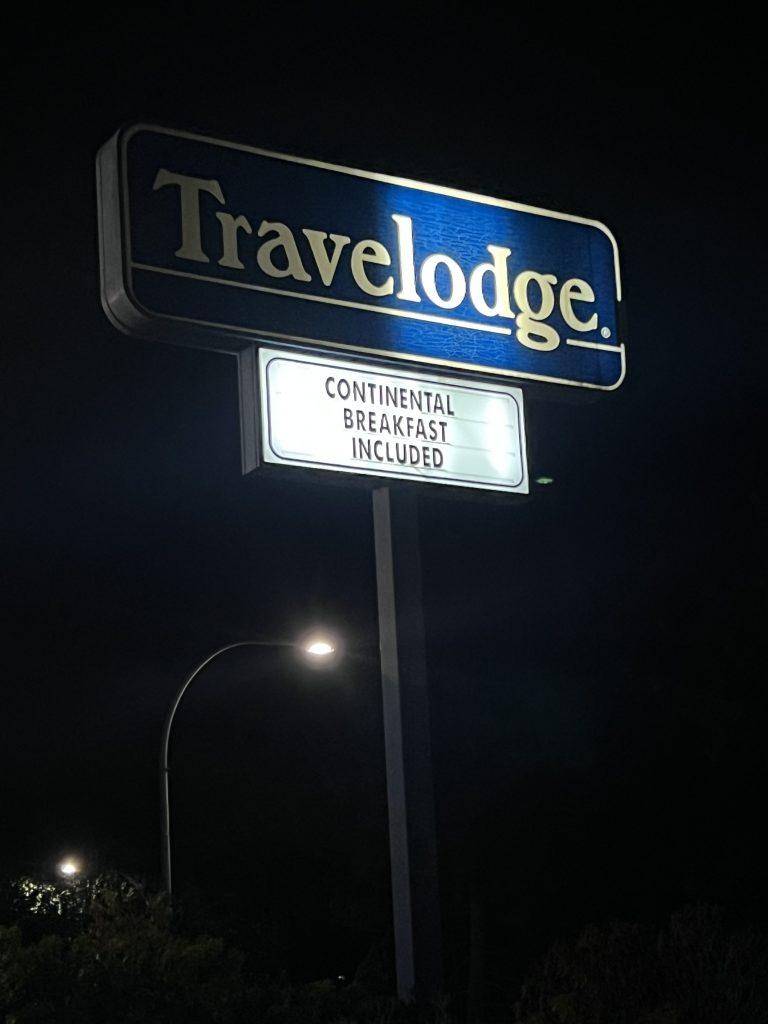 Travelodge.®
CONTINENTAL
BREAKFAST
INCLUDED